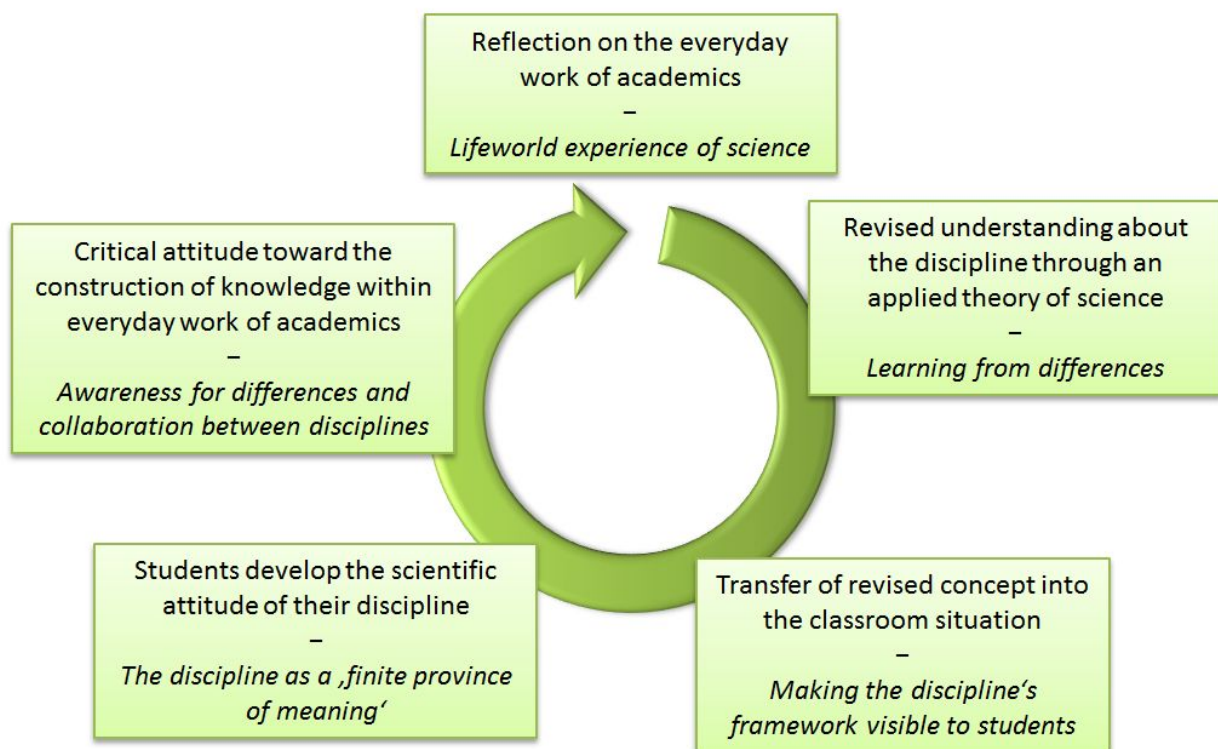 Reflection on the everyday
work of academics
–
Lifeworld experience of science
Revised understanding about
the discipline through an
applied theory of science
–
Learning from differences
Transfer of revised concept into
the classroom situation
–
Making the discipline‘s
framework visible to students
Students develop the scientific
attitude of their discipline
–
The discipline as a ‚finite province
of meaning‘
Critical attitude toward the
construction of knowledge within
everyday work of academics
–
Awareness for differences and
collaboration between disciplines